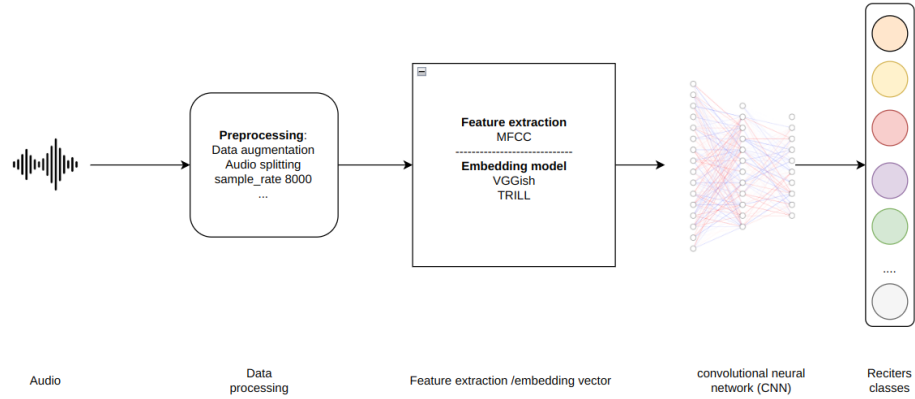 Preprocessing:
Data augmentation
Audio splitting
sample_rate 8000
...
Feature extraction
MFCC
Embedding model
VGGish
TRILL
....
Audio
Data
processing
Feature extraction /embedding vector
convolutional neural
network (CNN)
Reciters
classes